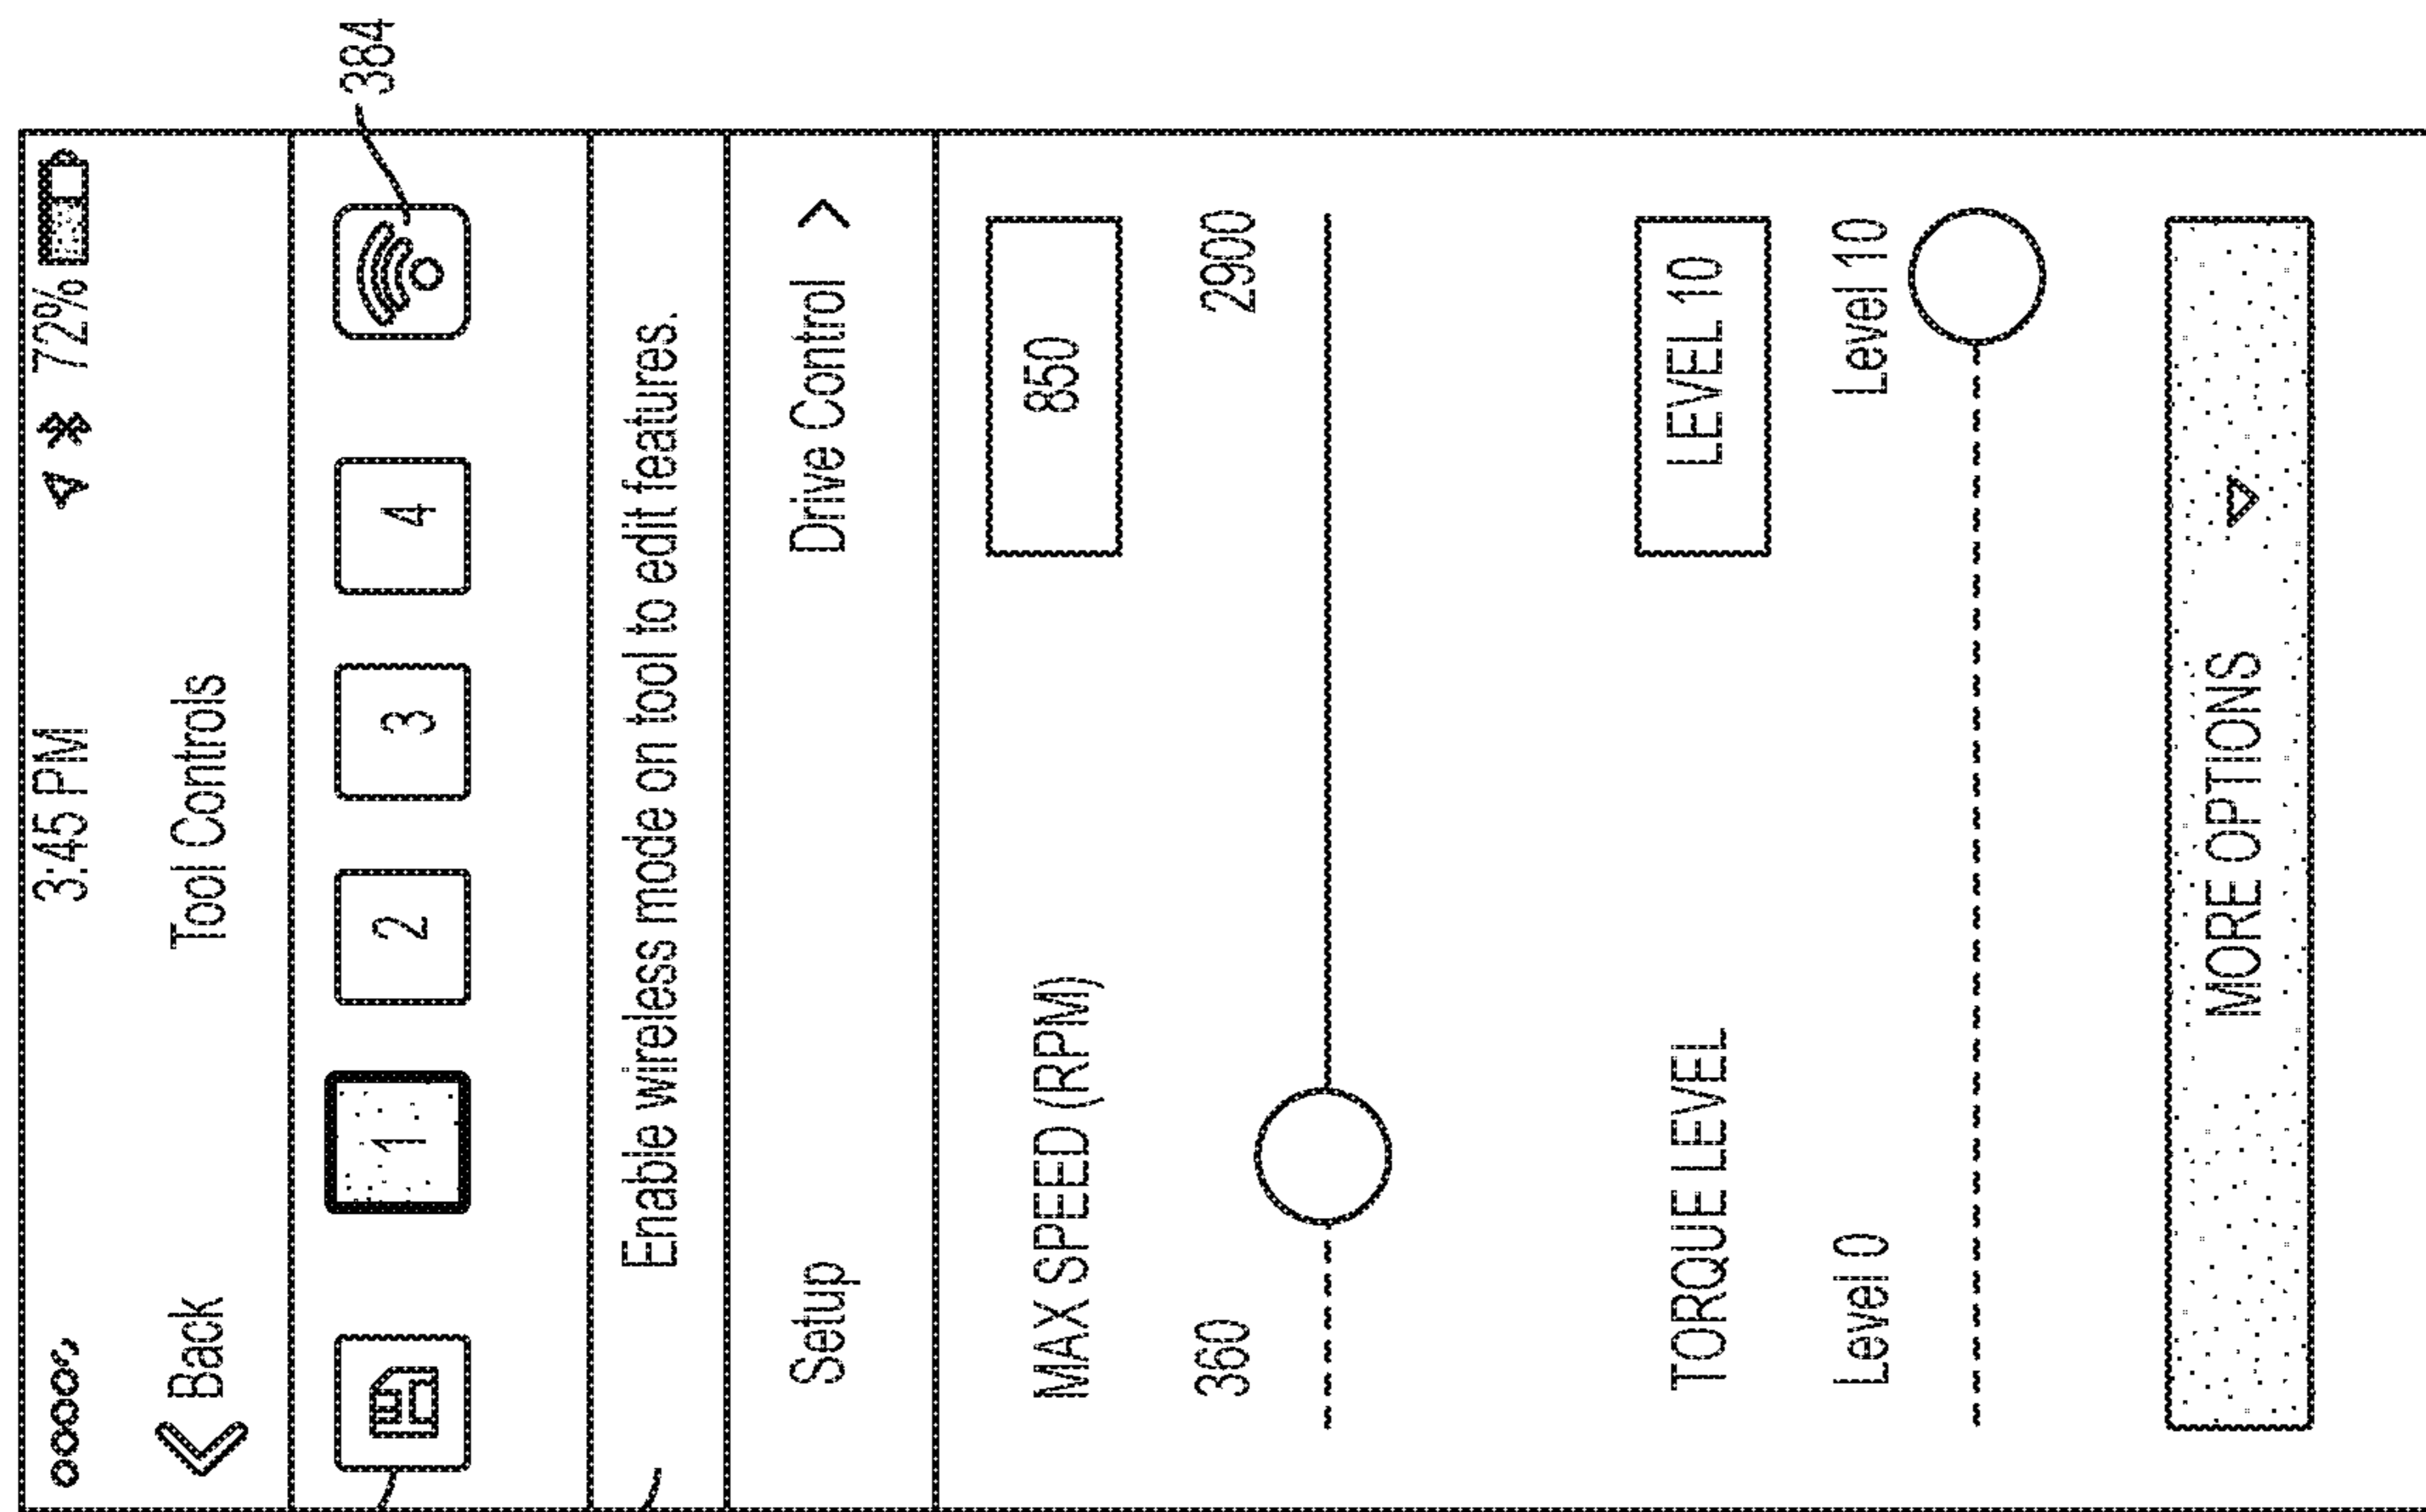 3:45 PM 72%
384
Back Tool Controls
1 2 3 4
Enable wireless mode on tool to edit features.
Setup Drive Control >
MAX SPEED (RPM) 850
360 2900
TORQUE LEVEL LEVEL 10
Level 0 Level 10
MORE OPTIONS